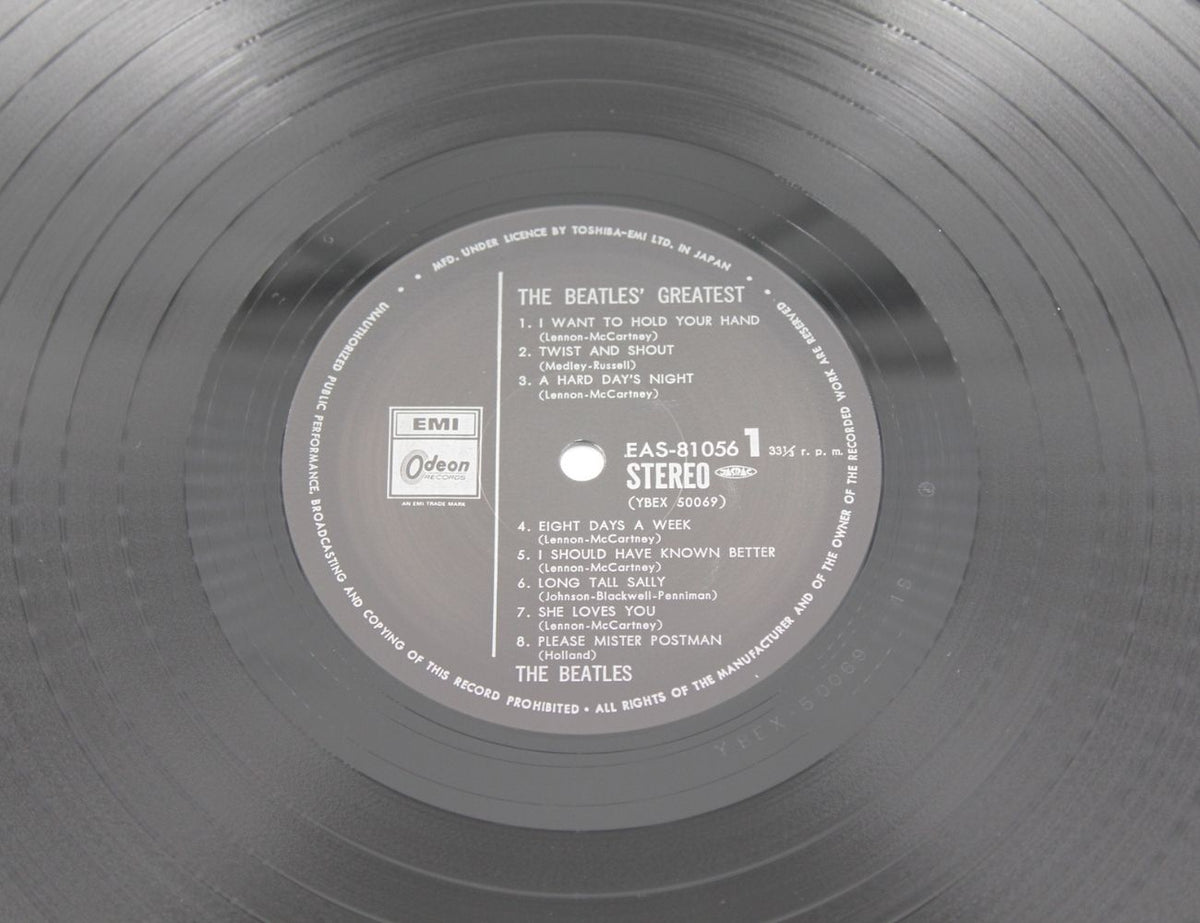 MFD. UNDER LICENCE BY TOSHIBA-EMI LTD. IN JAPAN
THE BEATLES' GREATEST
1. I WANT TO HOLD YOUR HAND
(Lennon-McCartney)
2. TWIST AND SHOUT
(Medley-Russell)
3. A HARD DAY'S NIGHT
(Lennon-McCartney)
EMI
Odeon
RECORDS
AN EMI TRADE MARK
EAS-81056 1 33⅓ r. p. m.
STEREO
(YBEX 50069)
4. EIGHT DAYS A WEEK
(Lennon-McCartney)
5. I SHOULD HAVE KNOWN BETTER
(Lennon-McCartney)
6. LONG TALL SALLY
(Johnson-Blackwell-Penniman)
7. SHE LOVES YOU
(Lennon-McCartney)
8. PLEASE MISTER POSTMAN
(Holland)
THE BEATLES
UNAUTHORIZED PUBLIC PERFORMANCE, BROADCASTING AND COPYING OF THIS RECORD PROHIBITED • ALL RIGHTS OF THE MANUFACTURER AND OF THE OWNER OF THE RECORDED WORK ARE RESERVED